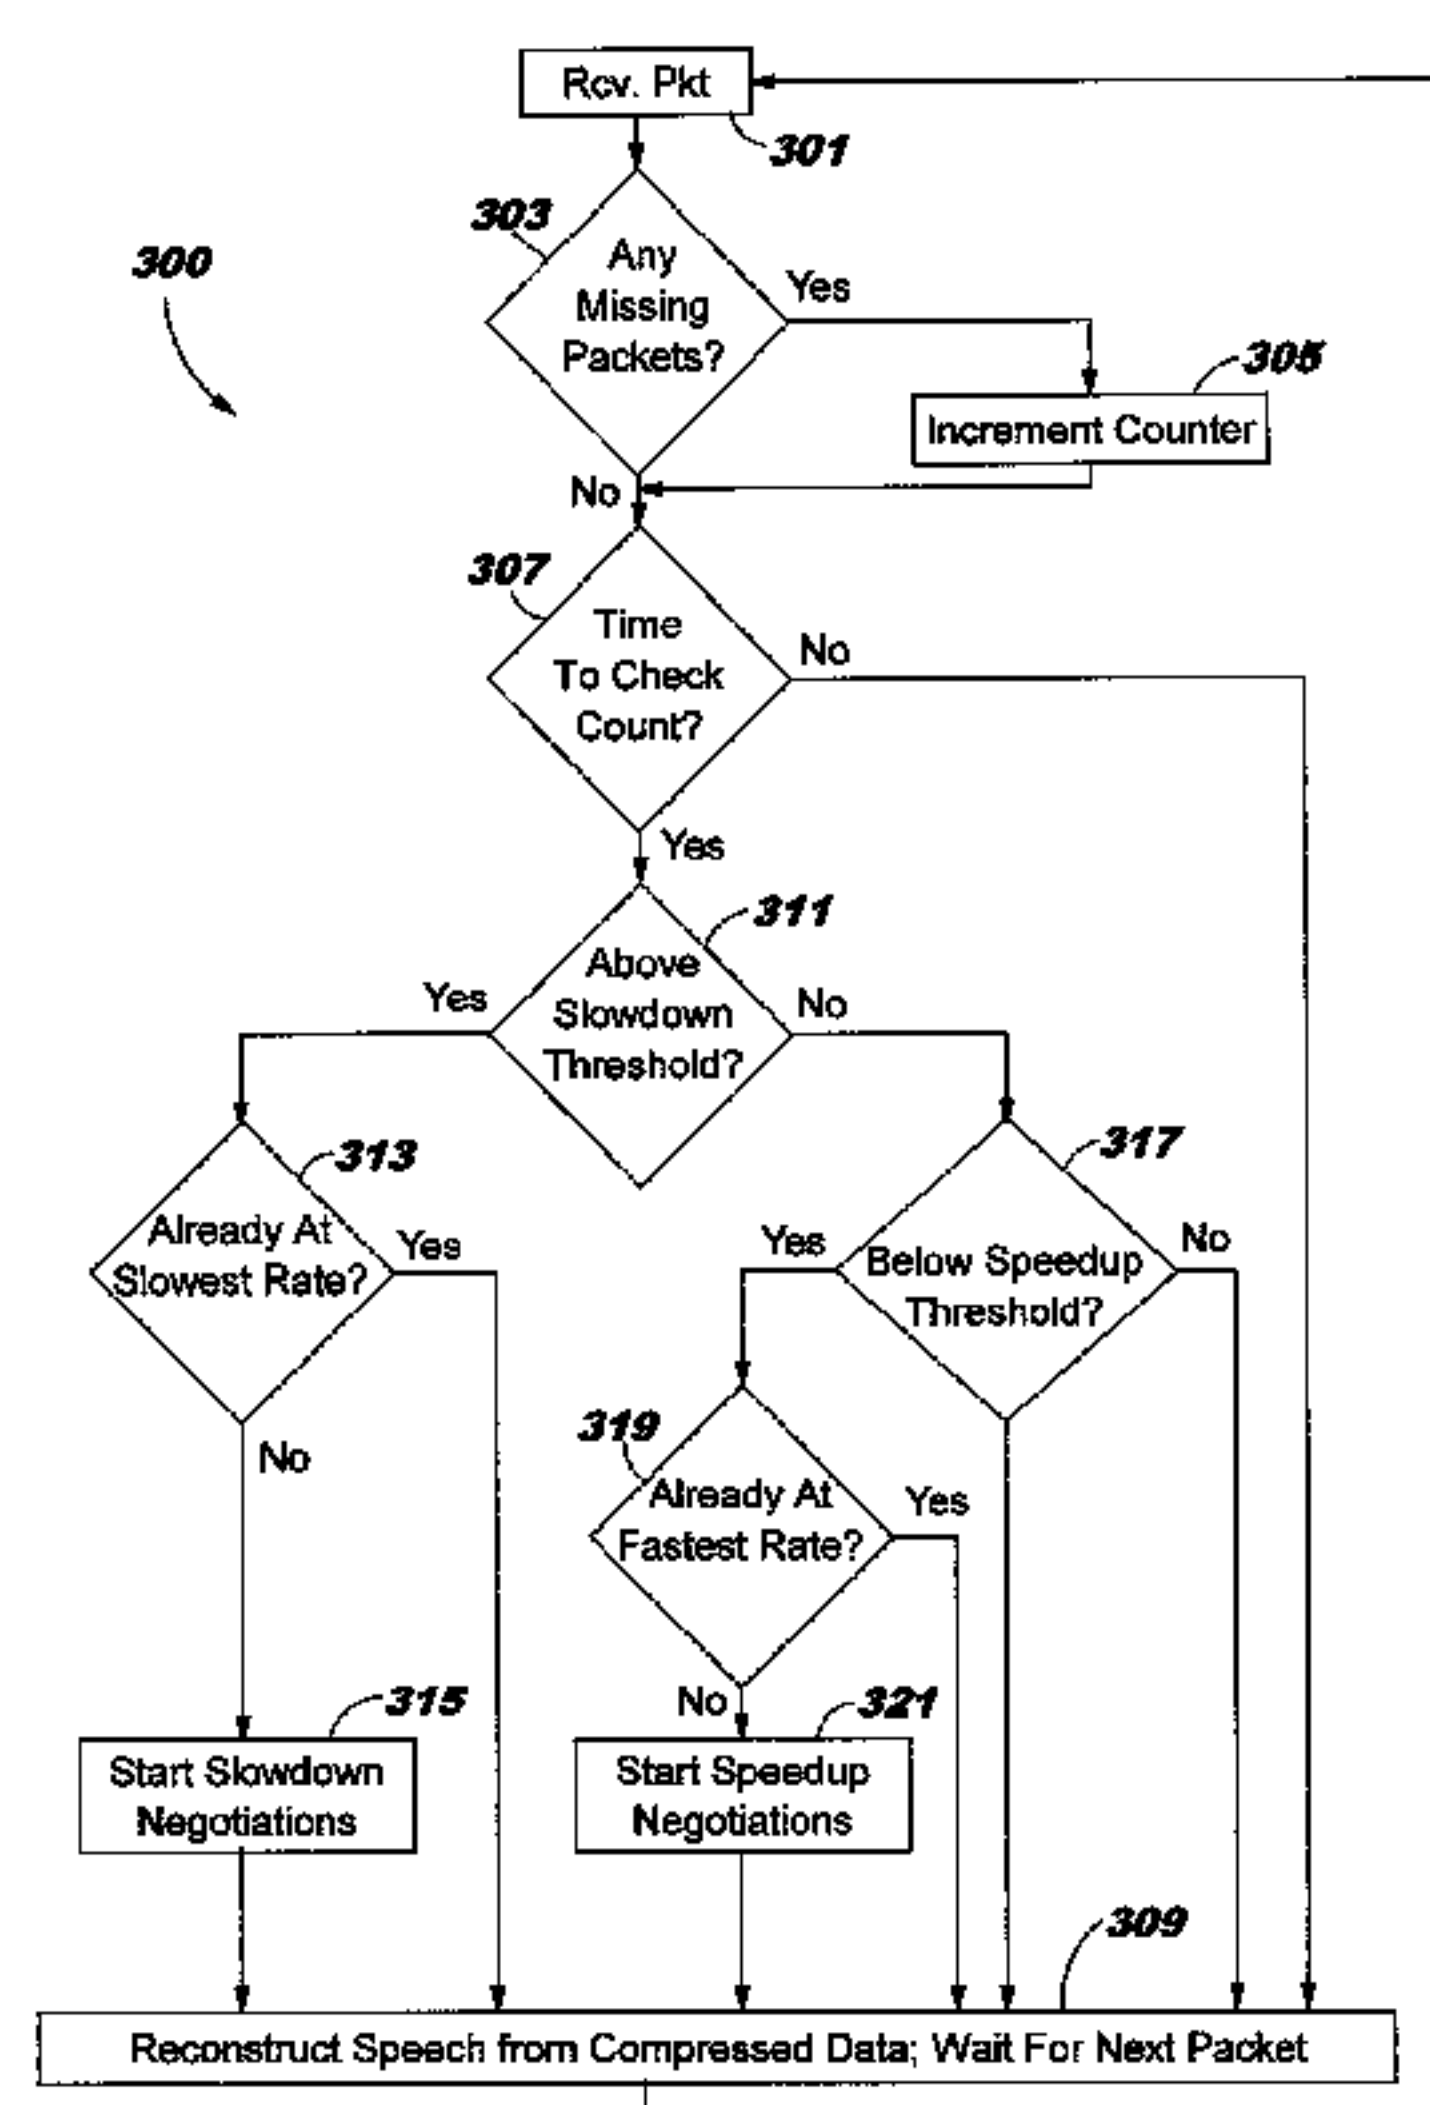 Rcv. Pkt
301
303
Any
Missing
Packets?
Yes
300
305
Increment Counter
No
307
Time
To Check
Count?
No
Yes
311
Above
Slowdown
Threshold?
Yes
No
313
Already At
Slowest Rate?
Yes
No
317
Below Speedup
Threshold?
Yes
No
319
Already At
Fastest Rate?
Yes
No
315
Start Slowdown
Negotiations
321
Start Speedup
Negotiations
309
Reconstruct Speech from Compressed Data; Wait For Next Packet